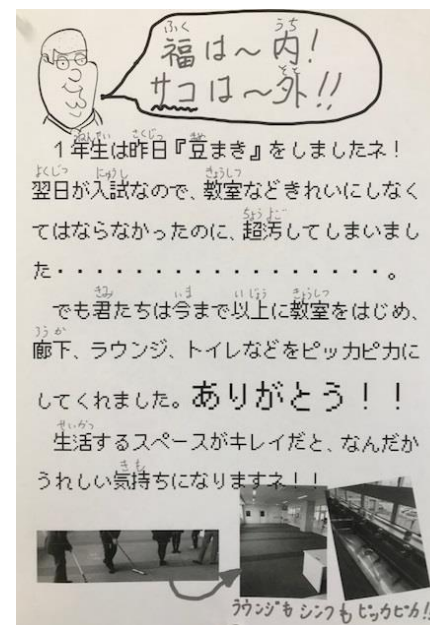 福は〜内！
サコは〜外！！
1年生は昨日『豆まき』をしましたネ！
翌日が入試なので、教室などきれいにしなく
てはならなかったのに、超汚してしまいまし
た・・・・・・・・・・・・・・・・・・。
でも君たちは今まで以上に教室をはじめ、
廊下、ラウンジ、トイレなどをピッカピカに
してくれました。ありがとう！！
生活するスペースがキレイだと、なんだか
うれしい気持ちになりますネ！！
ラウンジも シンクも ピッカピカ!!